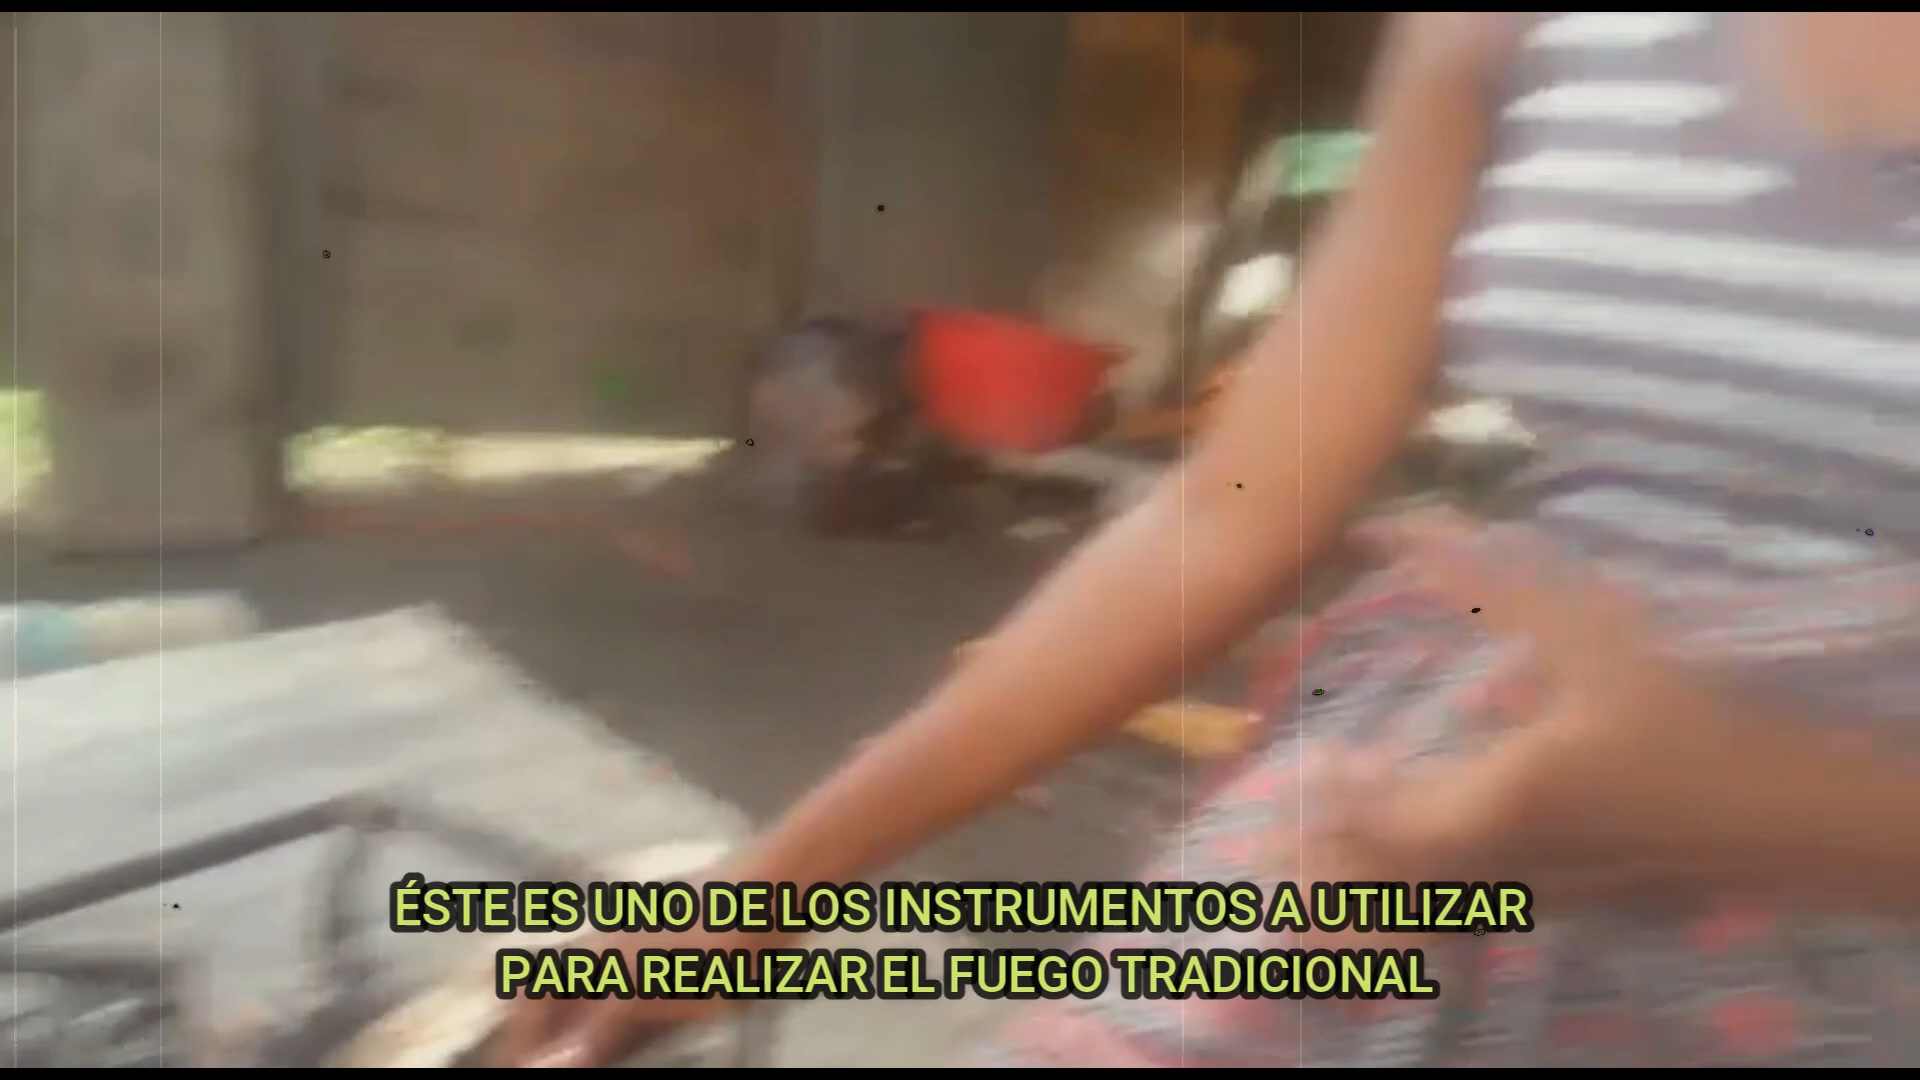 ÉSTE ES UNO DE LOS INSTRUMENTOS A UTILIZAR
PARA REALIZAR EL FUEGO TRADICIONAL